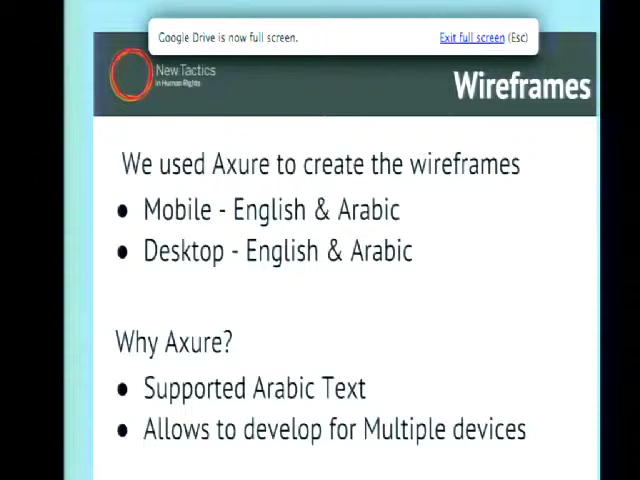 Google Drive is now full screen.
Exit full screen (Esc)
New Tactics
in Human Rights
Wireframes
We used Axure to create the wireframes
● Mobile - English & Arabic
● Desktop - English & Arabic
Why Axure?
● Supported Arabic Text
● Allows to develop for Multiple devices